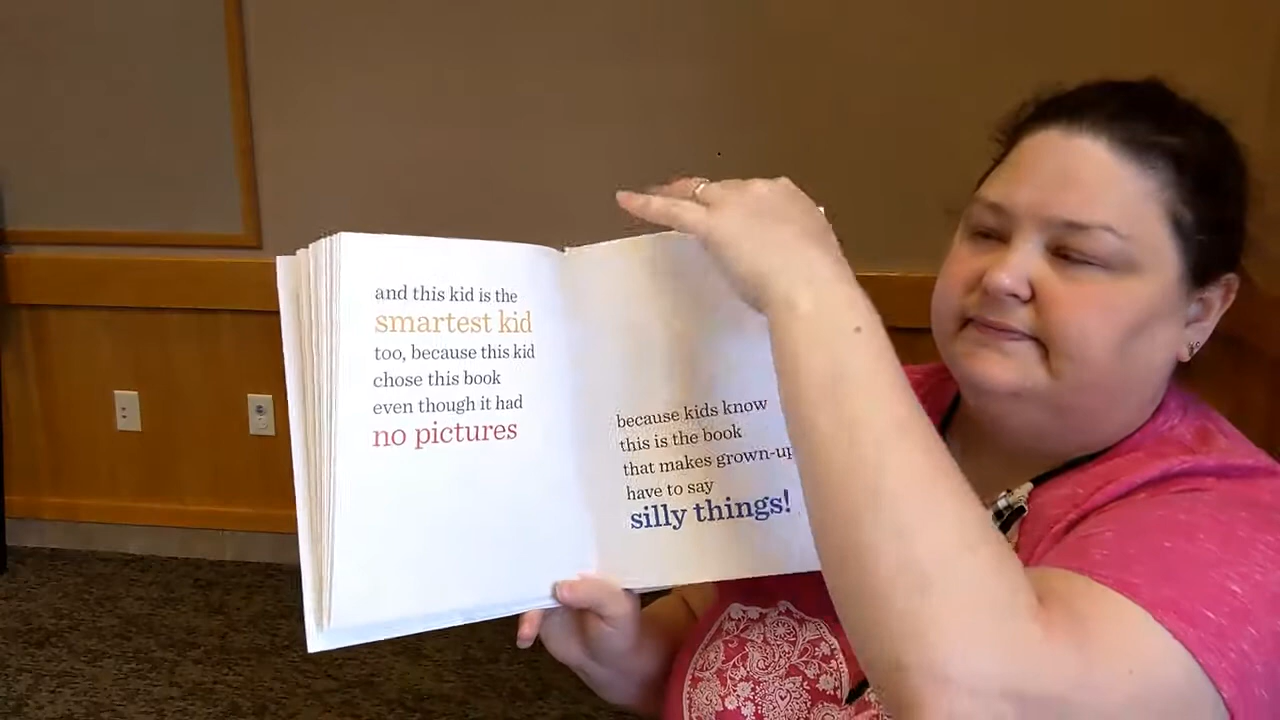 and this kid is the
smartest kid
too, because this kid
chose this book
even though it had
no pictures
because kids know
this is the book
that makes grown-up
have to say
silly things!